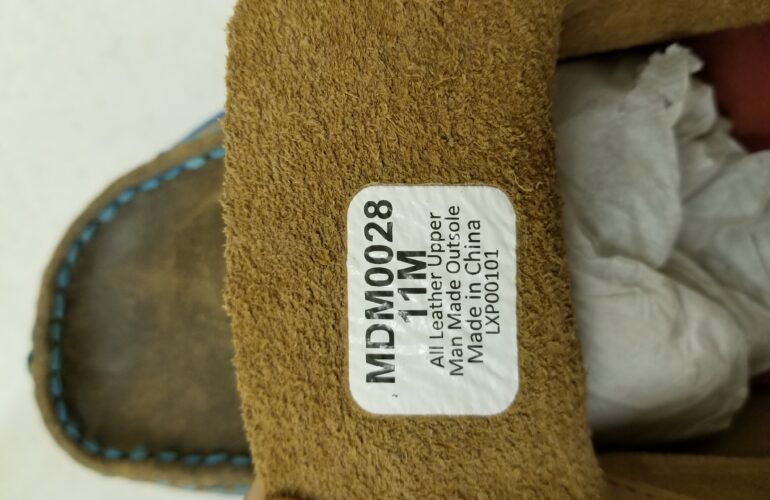 MDM0028
11M
All Leather Upper
Man Made Outsole
Made in China
LXP00101